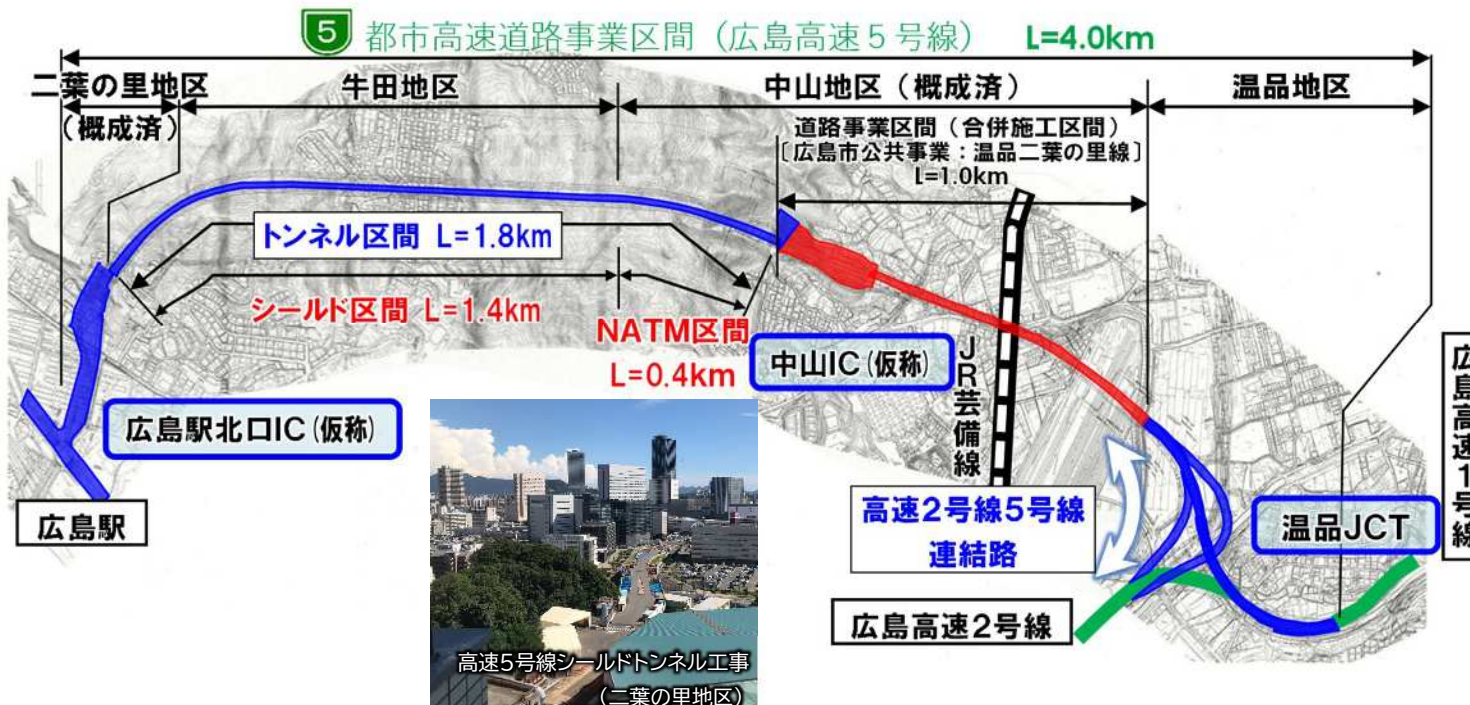 5 都市高速道路事業区間（広島高速５号線） L=4.0km
二葉の里地区
（概成済）
牛田地区
中山地区（概成済）
温品地区
道路事業区間（合併施工区間）
〔広島市公共事業：温品二葉の里線〕
L=1.0km
トンネル区間 L=1.8km
シールド区間 L=1.4km
NATM区間
L=0.4km
中山IC(仮称)
JR芸備線
広島高速1号線
広島駅北口IC(仮称)
広島駅
高速2号線5号線
連結路
温品JCT
広島高速2号線
高速5号線シールドトンネル工事
（二葉の里地区）